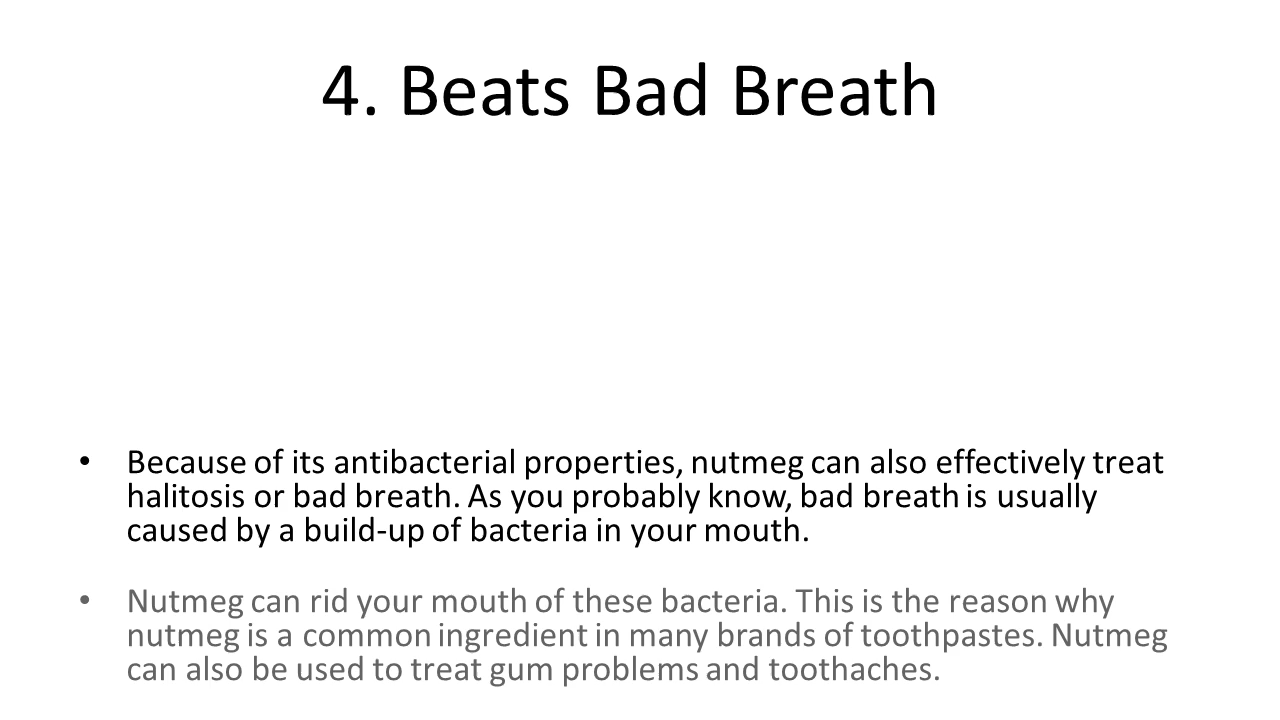 4. Beats Bad Breath
• Because of its antibacterial properties, nutmeg can also effectively treat
halitosis or bad breath. As you probably know, bad breath is usually
caused by a build-up of bacteria in your mouth.
• Nutmeg can rid your mouth of these bacteria. This is the reason why
nutmeg is a common ingredient in many brands of toothpastes. Nutmeg
can also be used to treat gum problems and toothaches.